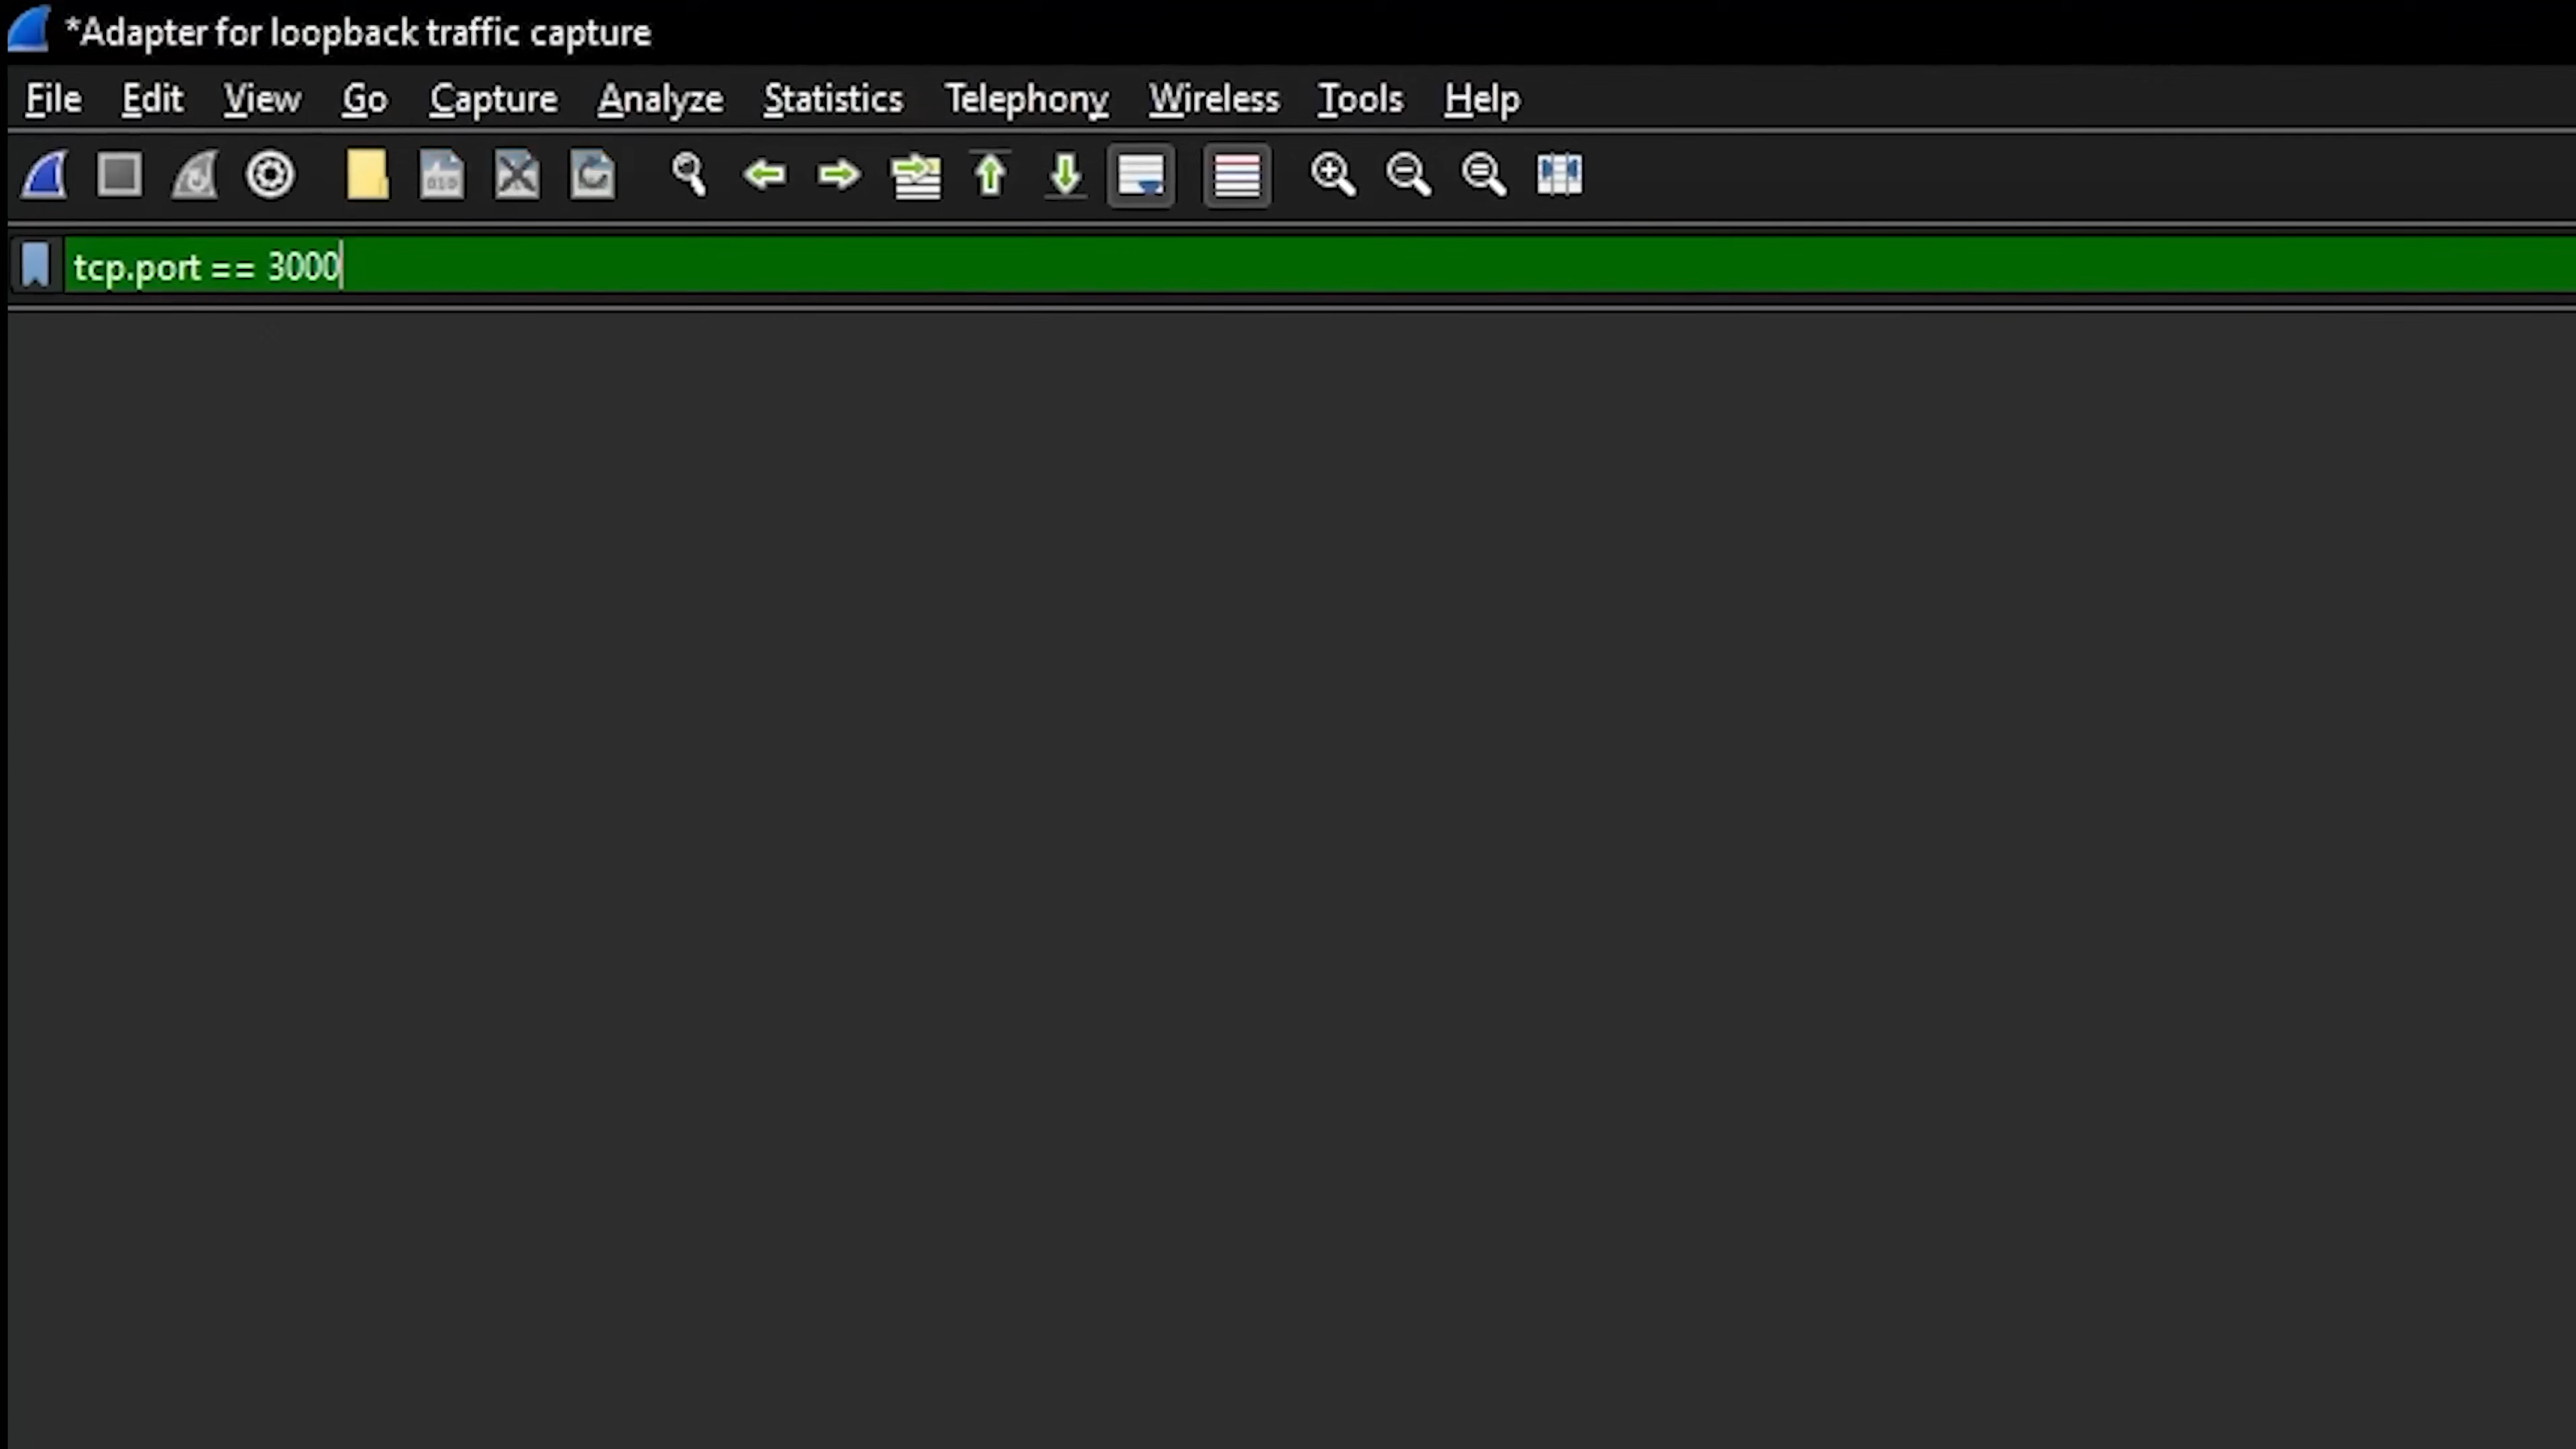 *Adapter for loopback traffic capture
File Edit View Go Capture Analyze Statistics Telephony Wireless Tools Help
tcp.port == 3000